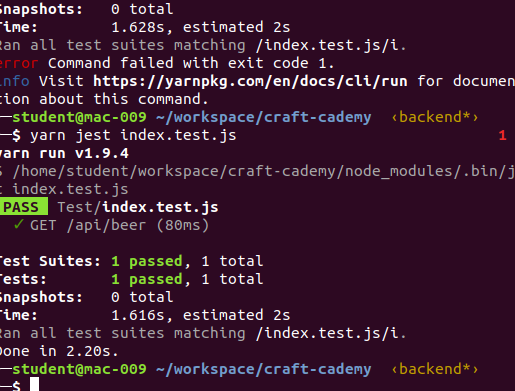 Snapshots:   0 total
Time:        1.628s, estimated 2s
Ran all test suites matching /index.test.js/i.
error Command failed with exit code 1.
info Visit https://yarnpkg.com/en/docs/cli/run for documen
tion about this command.
─student@mac-009 ~/workspace/craft-cademy  ‹backend*›
─$ yarn jest index.test.js 1
yarn run v1.9.4
$ /home/student/workspace/craft-cademy/node_modules/.bin/j
t index.test.js
PASS Test/index.test.js
✓ GET /api/beer (80ms)
Test Suites: 1 passed, 1 total
Tests:       1 passed, 1 total
Snapshots:   0 total
Time:        1.616s, estimated 2s
Ran all test suites matching /index.test.js/i.
Done in 2.20s.
─student@mac-009 ~/workspace/craft-cademy  ‹backend*›
─$